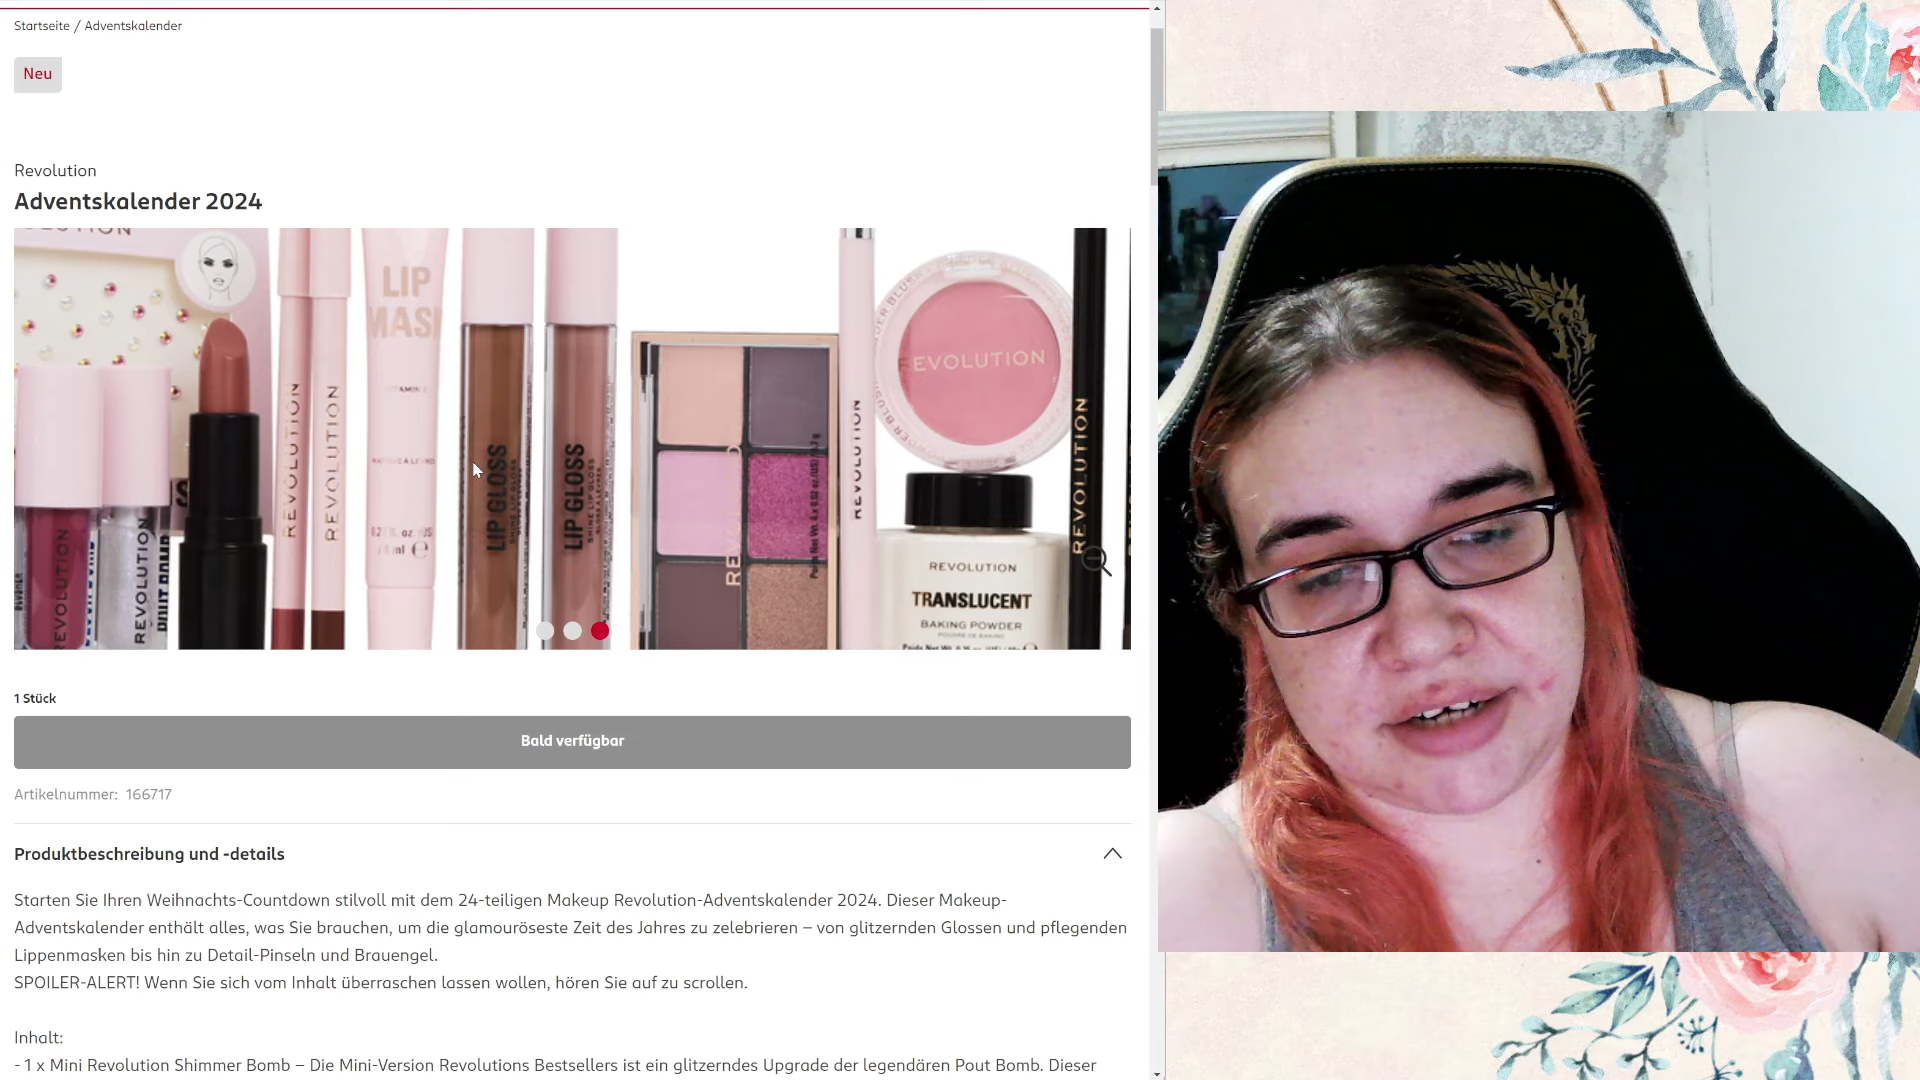 Startseite / Adventskalender
Neu
Revolution
Adventskalender 2024
LIP
MAS
REVOLUTION
REVOLUTION
REVOLUTION
REVOLUTION
LIP GLOSS
LIP GLOSS
REVOLUTION
REVOLUTION
REVOLUTION
REVOLUTION
TRANSLUCENT
BAKING POWDER
1 Stück
Bald verfügbar
Artikelnummer: 166717
Produktbeschreibung und -details
Starten Sie Ihren Weihnachts-Countdown stilvoll mit dem 24-teiligen Makeup Revolution-Adventskalender 2024. Dieser Makeup-
Adventskalender enthält alles, was Sie brauchen, um die glamouröseste Zeit des Jahres zu zelebrieren – von glitzernden Glossen und pflegenden
Lippenmasken bis hin zu Detail-Pinseln und Brauengel.
SPOILER-ALERT! Wenn Sie sich vom Inhalt überraschen lassen wollen, hören Sie auf zu scrollen.
Inhalt:
- 1 x Mini Revolution Shimmer Bomb – Die Mini-Version Revolutions Bestsellers ist ein glitzerndes Upgrade der legendären Pout Bomb. Dieser